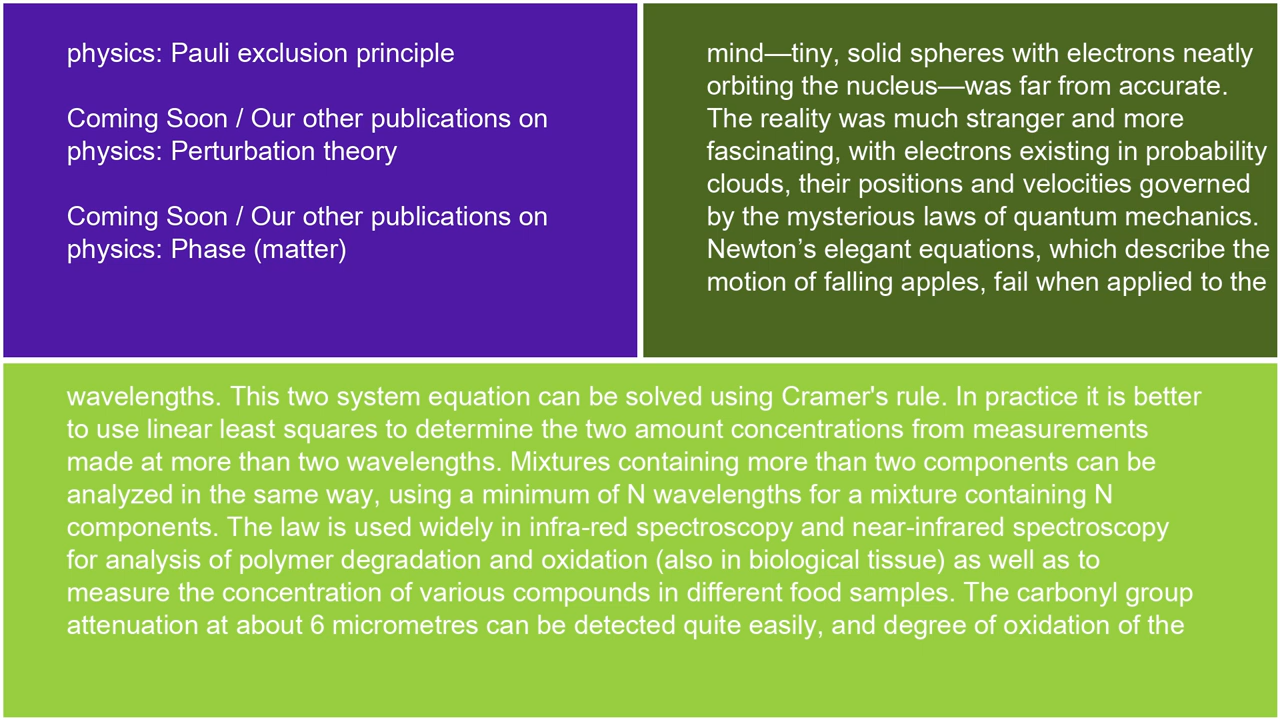 physics: Pauli exclusion principle
Coming Soon / Our other publications on
physics: Perturbation theory
Coming Soon / Our other publications on
physics: Phase (matter)
mind—tiny, solid spheres with electrons neatly
orbiting the nucleus—was far from accurate.
The reality was much stranger and more
fascinating, with electrons existing in probability
clouds, their positions and velocities governed
by the mysterious laws of quantum mechanics.
Newton’s elegant equations, which describe the
motion of falling apples, fail when applied to the
wavelengths. This two system equation can be solved using Cramer's rule. In practice it is better
to use linear least squares to determine the two amount concentrations from measurements
made at more than two wavelengths. Mixtures containing more than two components can be
analyzed in the same way, using a minimum of N wavelengths for a mixture containing N
components. The law is used widely in infra-red spectroscopy and near-infrared spectroscopy
for analysis of polymer degradation and oxidation (also in biological tissue) as well as to
measure the concentration of various compounds in different food samples. The carbonyl group
attenuation at about 6 micrometres can be detected quite easily, and degree of oxidation of the